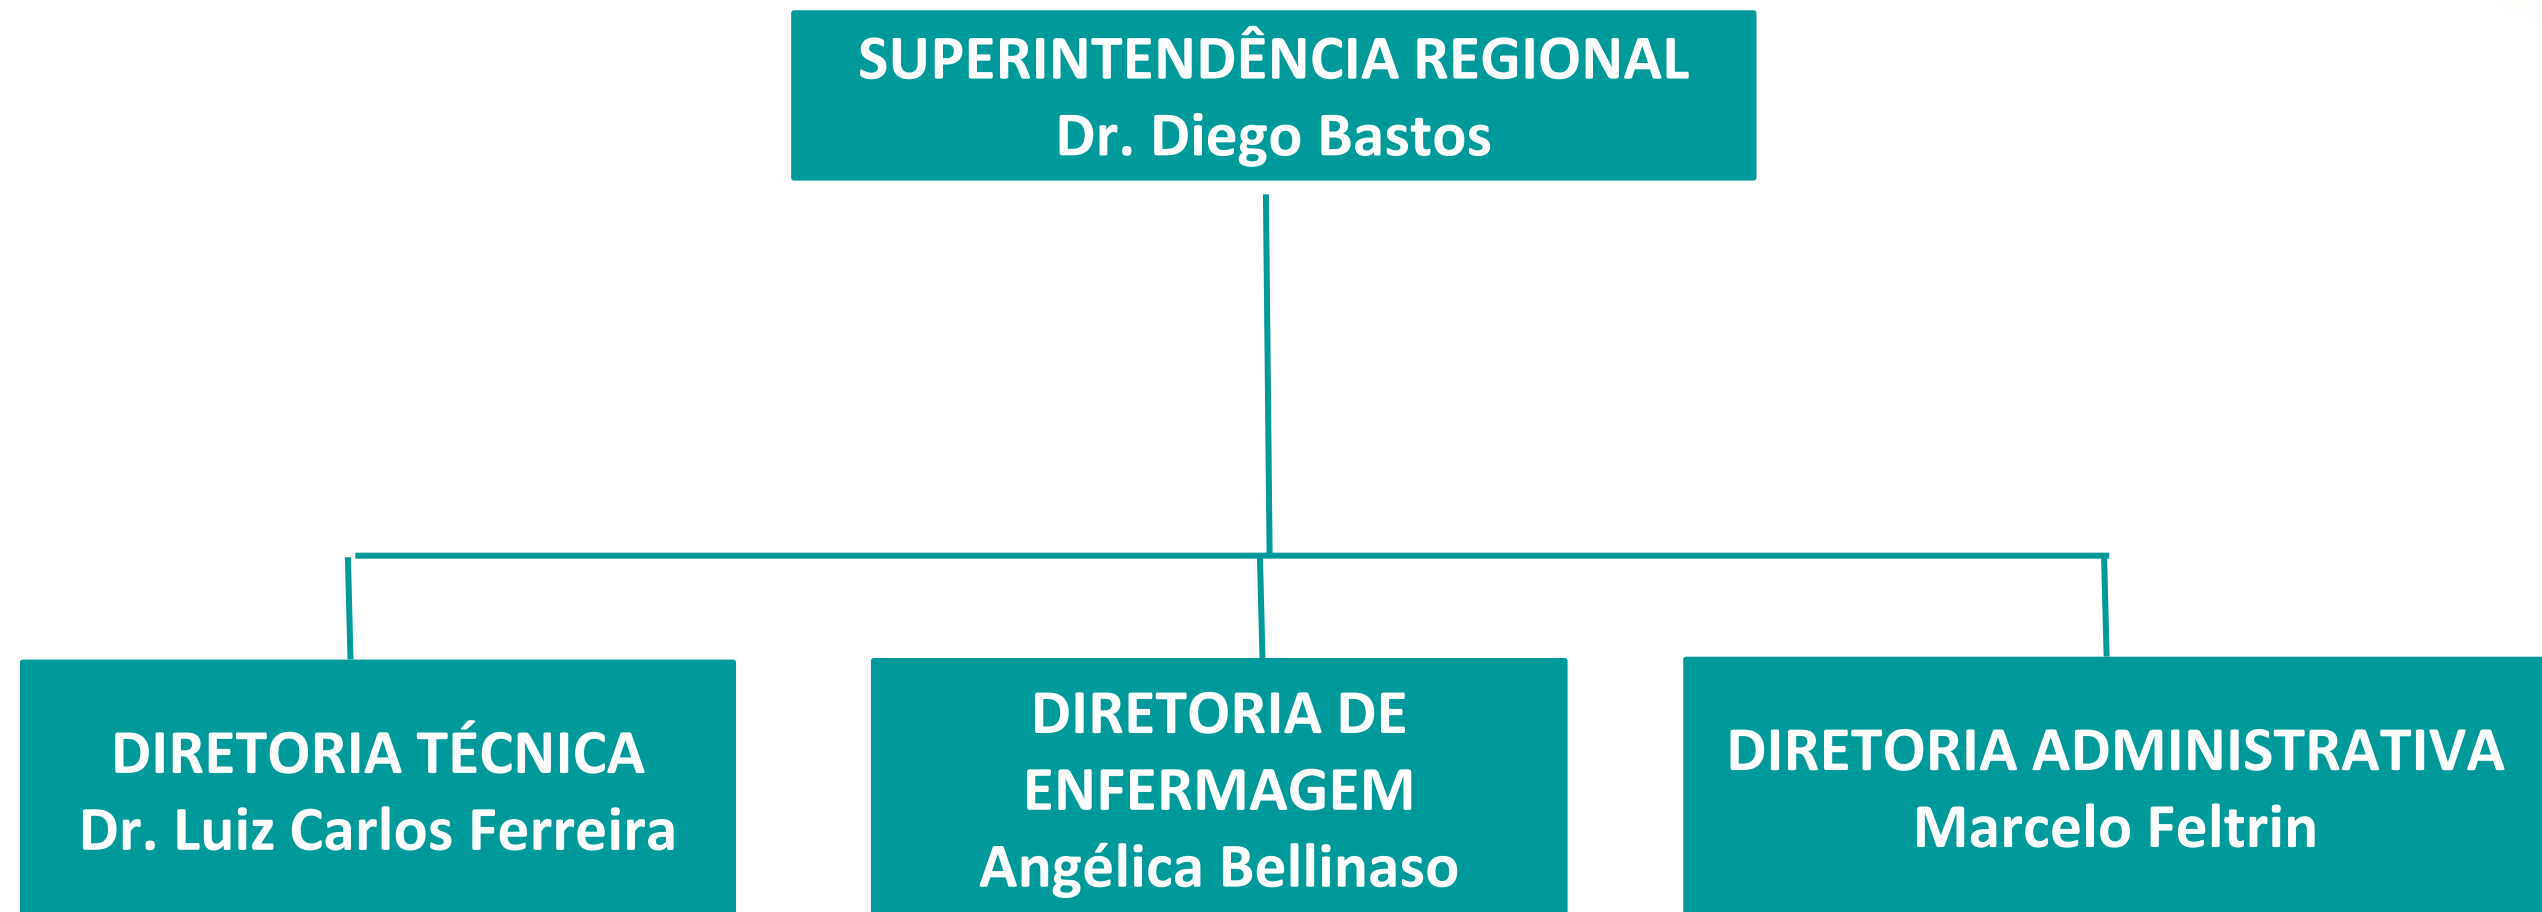 SUPERINTENDÊNCIA REGIONAL
Dr. Diego Bastos
DIRETORIA TÉCNICA
Dr. Luiz Carlos Ferreira
DIRETORIA DE
ENFERMAGEM
Angélica Bellinaso
DIRETORIA ADMINISTRATIVA
Marcelo Feltrin